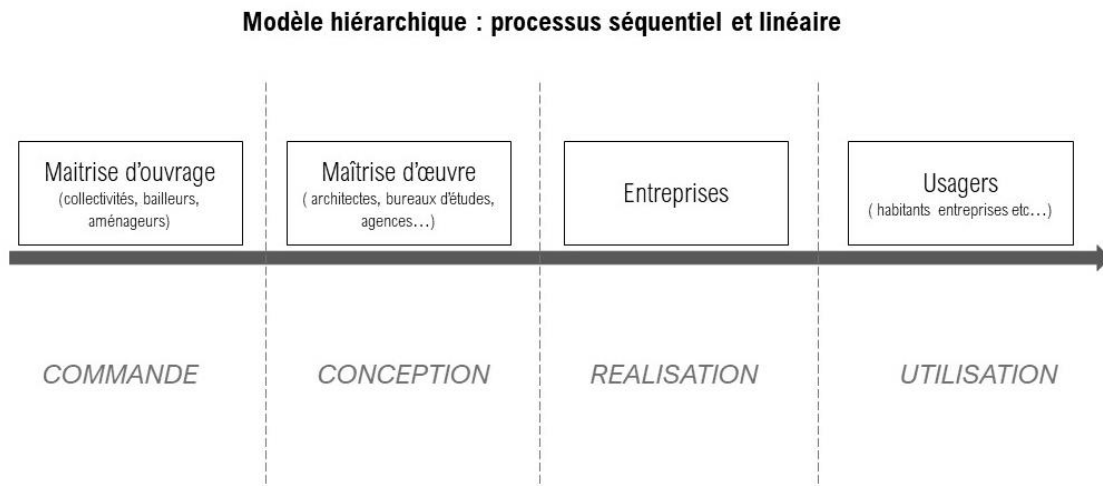 Modèle hiérarchique : processus séquentiel et linéaire
Maitrise d'ouvrage
(collectivités, bailleurs,
aménageurs)
Maîtrise d'œuvre
( architectes, bureaux d'études,
agences…)
Entreprises
Usagers
( habitants entreprises etc…)
COMMANDE
CONCEPTION
REALISATION
UTILISATION